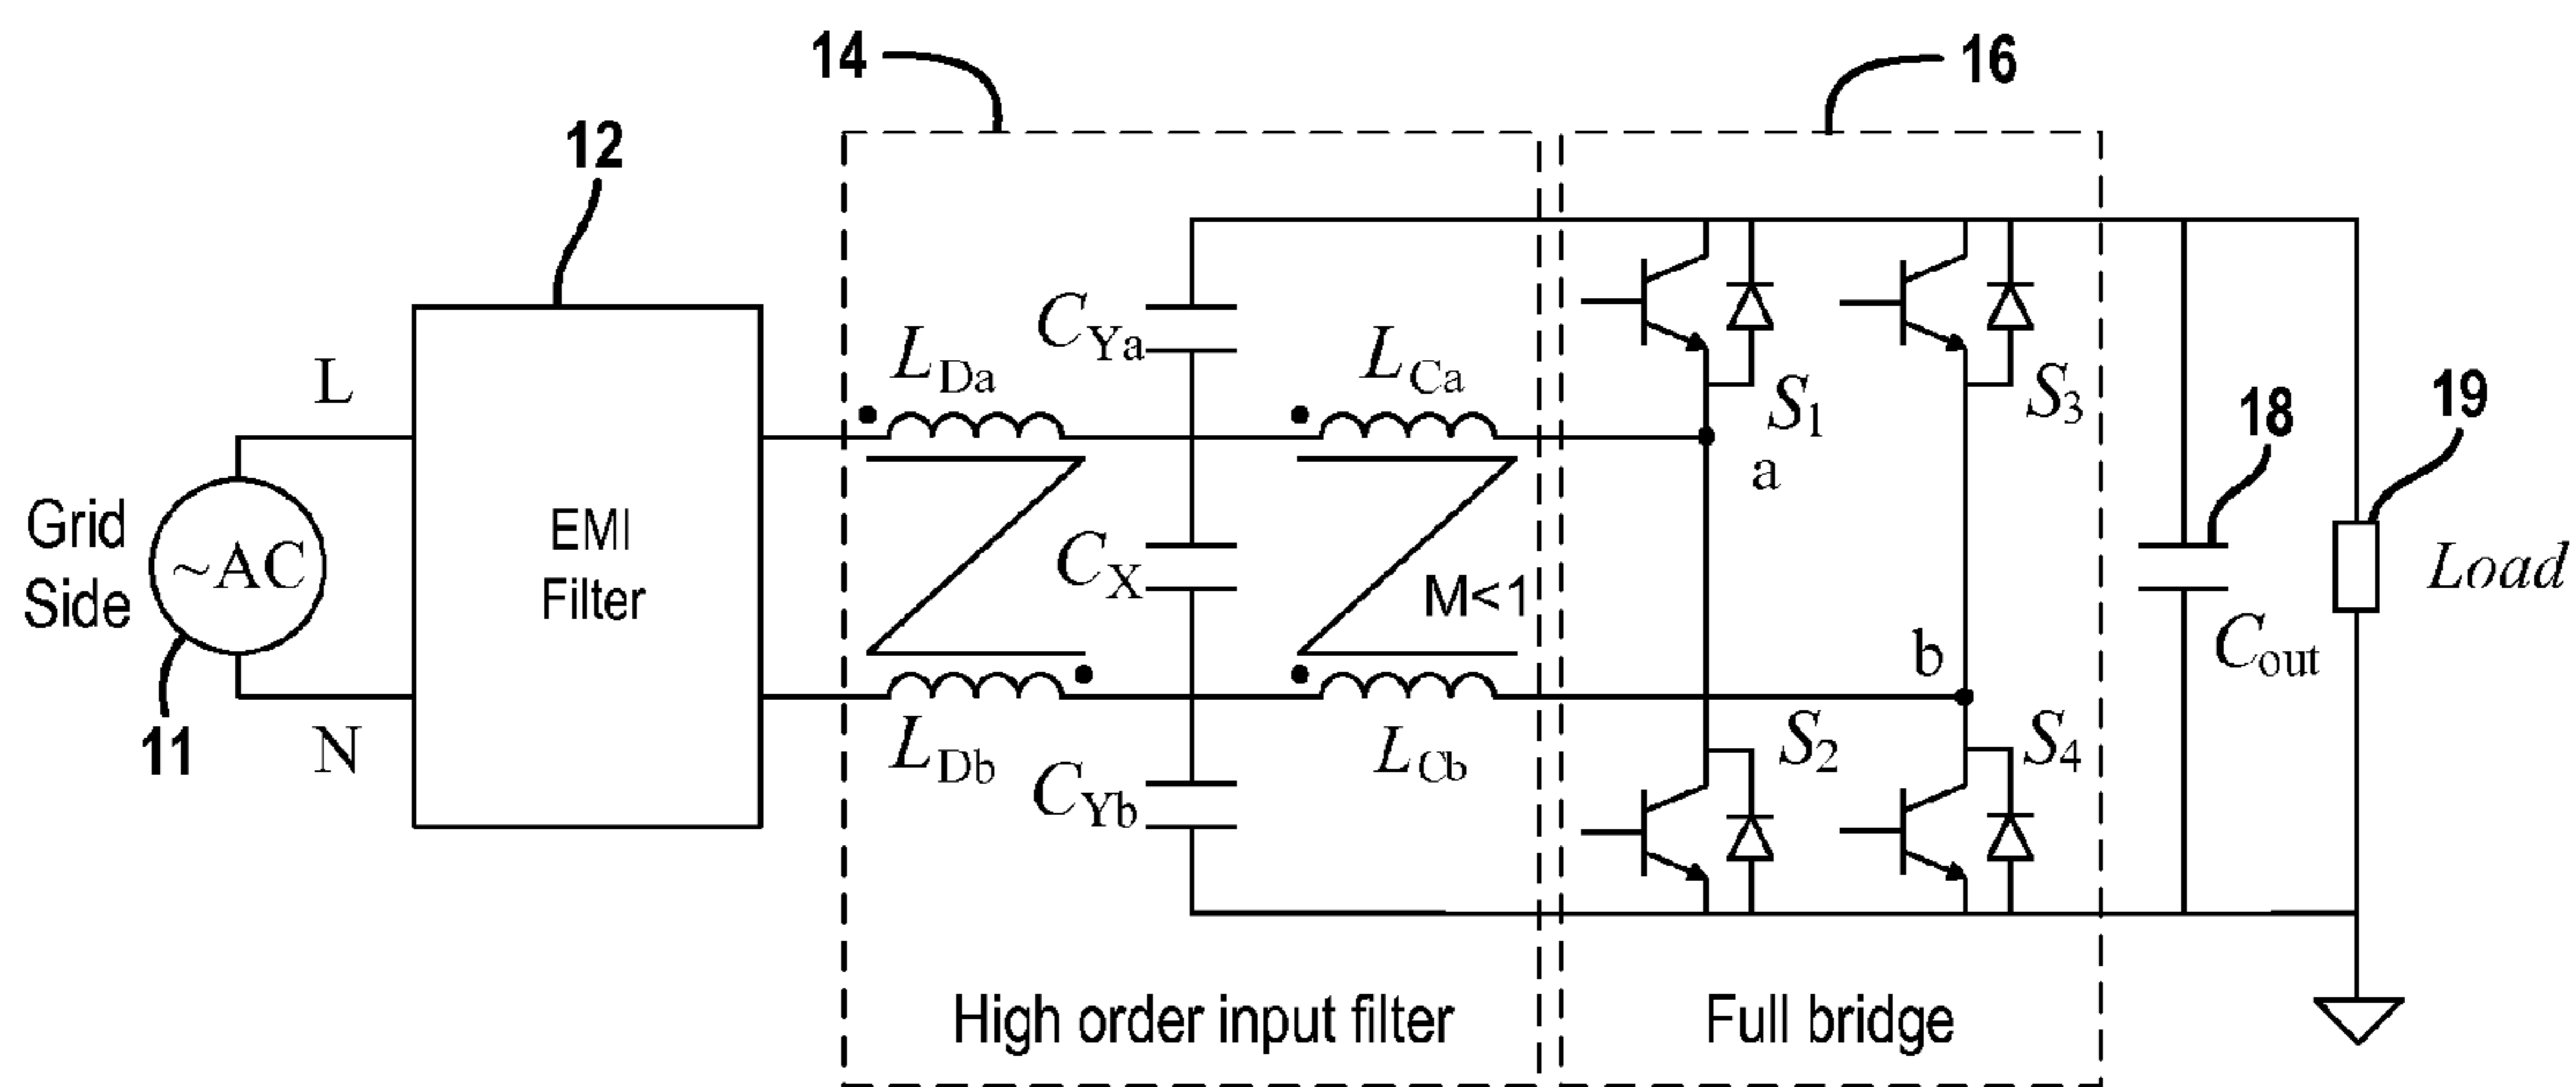 14
16
12
L
Grid
Side
~AC
11
N
EMI
Filter
LDa
CYa
LCa
CX
M<1
LDb
CYb
LCb
S1
a
S3
b
S2
S4
18
19
Load
Cout
High order input filter
Full bridge